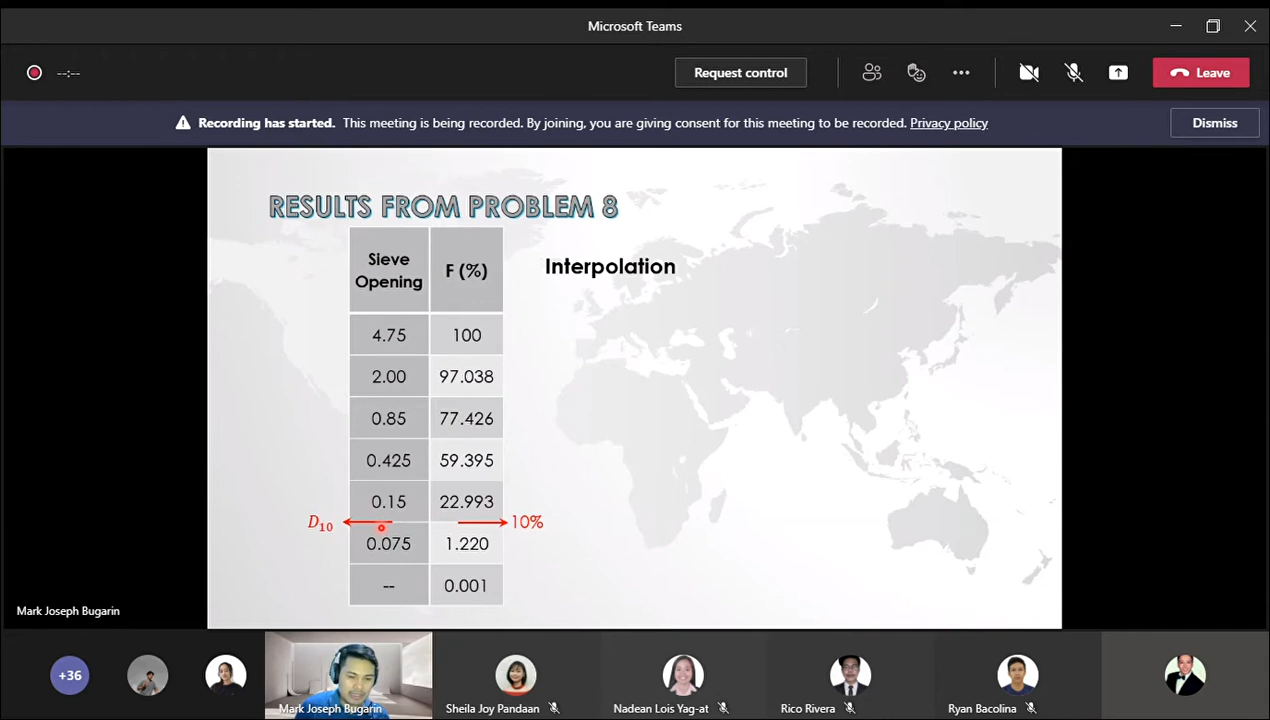 Microsoft Teams
--:--
Request control
Leave
Recording has started. This meeting is being recorded. By joining, you are giving consent for this meeting to be recorded. Privacy policy
Dismiss
RESULTS FROM PROBLEM 8
Sieve Opening F (%)
Interpolation
4.75 100
2.00 97.038
0.85 77.426
0.425 59.395
0.15 22.993
D₁₀ 10%
0.075 1.220
-- 0.001
Mark Joseph Bugarin
+36
Mark Joseph Bugarin
Sheila Joy Pandaan
Nadean Lois Yag-at
Rico Rivera
Ryan Bacolina